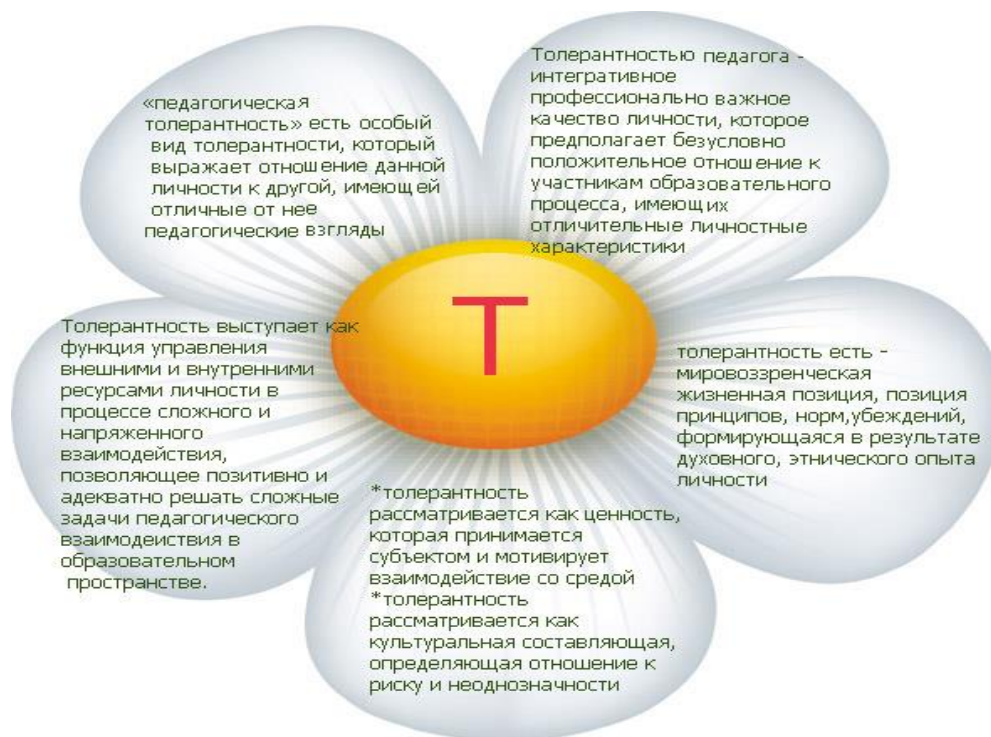 «педагогическая
толерантность» есть особый
вид толерантности, который
выражает отношение данной
личности к другой, имеющей
отличные от нее
педагогические взгляды
Толерантностью педагога -
интегративное
профессионально важное
качество личности, которое
предполагает безусловно
положительное отношение к
участникам образовательного
процесса, имеющих
отличительные личностные
характеристики
Т
Толерантность выступает как
функция управления
внешними и внутренними
ресурсами личности в
процессе сложного и
напряженного
взаимодействия,
позволяющее позитивно и
адекватно решать сложные
задачи педагогического
взаимодеиствия в
образовательном
пространстве.
толерантность есть -
мировоззренческая
жизненная позиция, позиция
принципов, норм,убеждений,
формирующаяся в результате
духовного, этнического опыта
личности
*толерантность
рассматривается как ценность,
которая принимается
субъектом и мотивирует
взаимодействие со средой
*толерантность
рассматривается как
культуральная составляющая,
определяющая отношение к
риску и неоднозначности